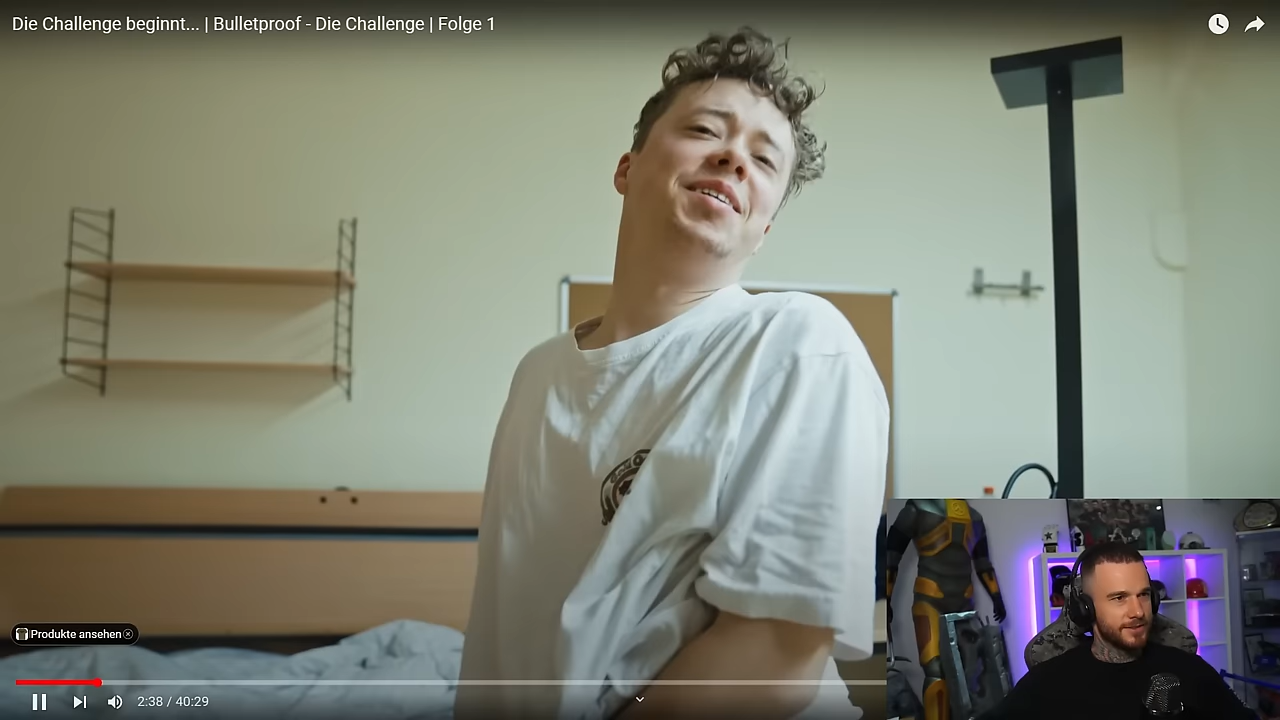 Die Challenge beginnt... | Bulletproof - Die Challenge | Folge 1
Produkte ansehen
2:38 / 40:29